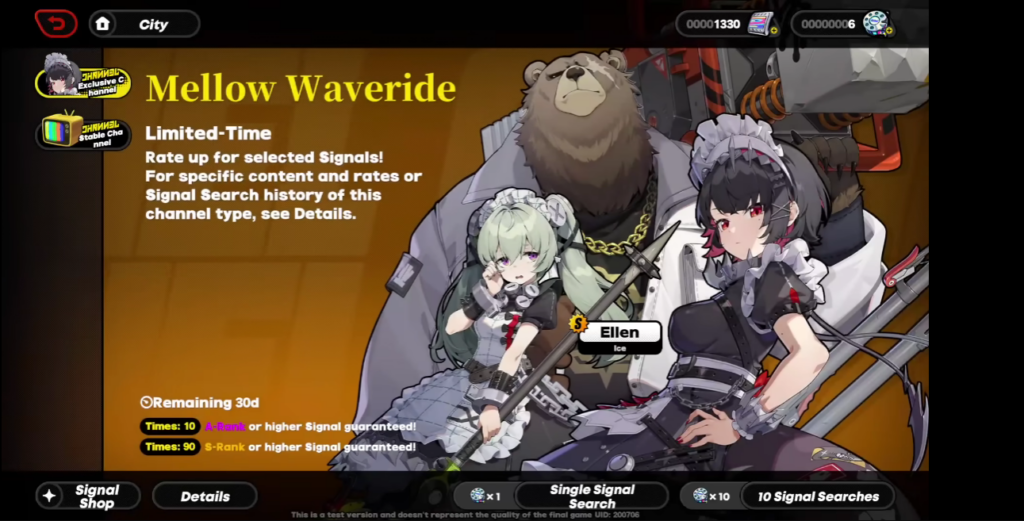 City
00001330
00000006
CHANNEL
Exclusive C
hannel
CHANNEL
Stable Cha
nnel
Mellow Waveride
Limited-Time
Rate up for selected Signals!
For specific content and rates or
Signal Search history of this
channel type, see Details.
S
Ellen
Ice
Remaining 30d
Times: 10 A-Rank or higher Signal guaranteed!
Times: 90 S-Rank or higher Signal guaranteed!
Signal
Shop
Details
×1
Single Signal
Search
×10
10 Signal Searches
This is a test version and doesn't represent the quality of the final game UID: 200706